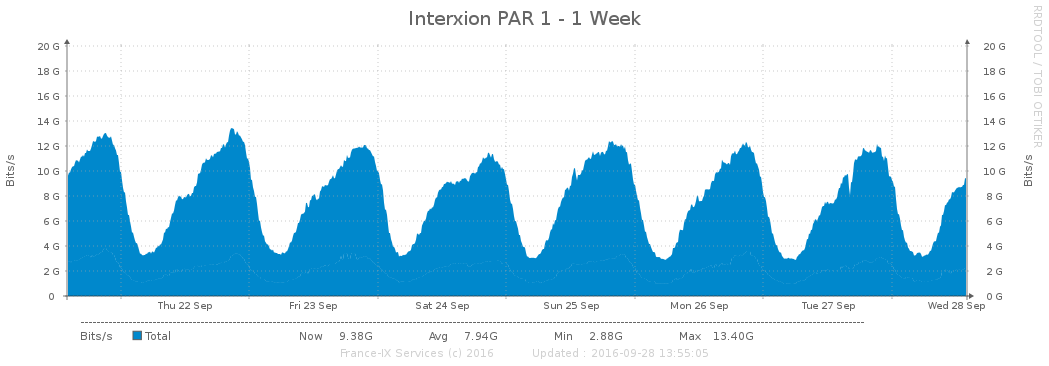 Interxion PAR 1 - 1 Week
RRDTOOL / TOBI OETIKER
Bits/s
20 G
18 G
16 G
14 G
12 G
10 G
8 G
6 G
4 G
2 G
0
20 G
18 G
16 G
14 G
12 G
10 G
8 G
6 G
4 G
2 G
0 G
Bits/s
Thu 22 Sep Fri 23 Sep Sat 24 Sep Sun 25 Sep Mon 26 Sep Tue 27 Sep Wed 28 Sep
Bits/s Total Now 9.38G Avg 7.94G Min 2.88G Max 13.40G
France-IX Services (c) 2016 Updated : 2016-09-28 13:55:05